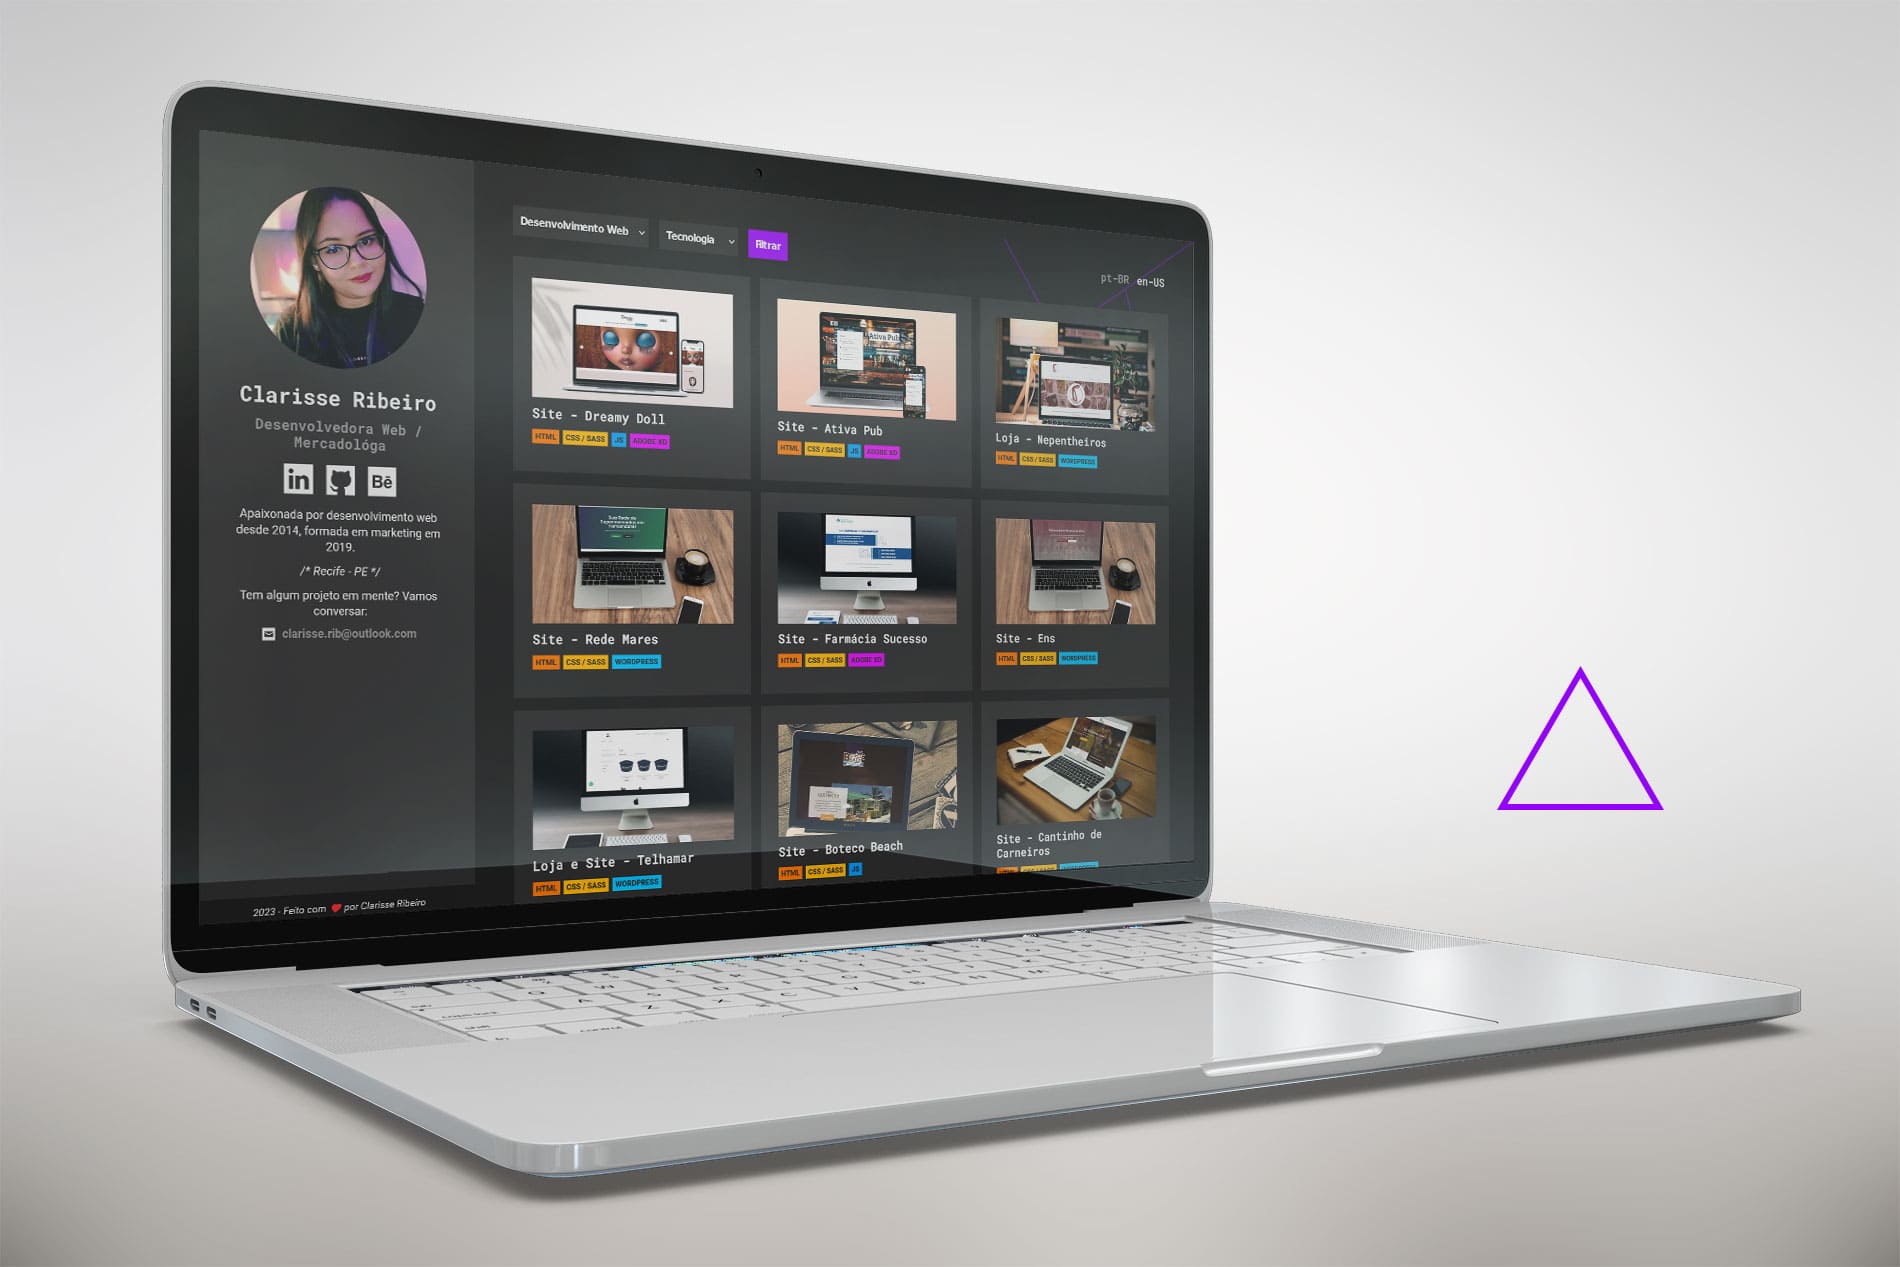 Clarisse Ribeiro
Desenvolvedora Web /
Mercadológa
in
Bē
Apaixonada por desenvolvimento web
desde 2014, formada em marketing em
2019.
/* Recife - PE */
Tem algum projeto em mente? Vamos
conversar:
clarisse.rib@outlook.com
2023 - Feito com ❤ por Clarisse Ribeiro
Desenvolvimento Web
Tecnologia
Filtrar
pt-BR en-US
Site - Dreamy Doll
HTML CSS / SASS JS ADOBE XD
Ativa Pub
Site - Ativa Pub
HTML CSS / SASS JS ADOBE XD
Loja - Nepentheiros
HTML CSS / SASS WORDPRESS
Site - Rede Mares
HTML CSS / SASS WORDPRESS
Site - Farmácia Sucesso
HTML CSS / SASS ADOBE XD
Site - Ens
HTML CSS / SASS WORDPRESS
Loja e Site - Telhamar
HTML CSS / SASS WORDPRESS
Site - Boteco Beach
HTML CSS / SASS JS
Site - Cantinho de
Carneiros